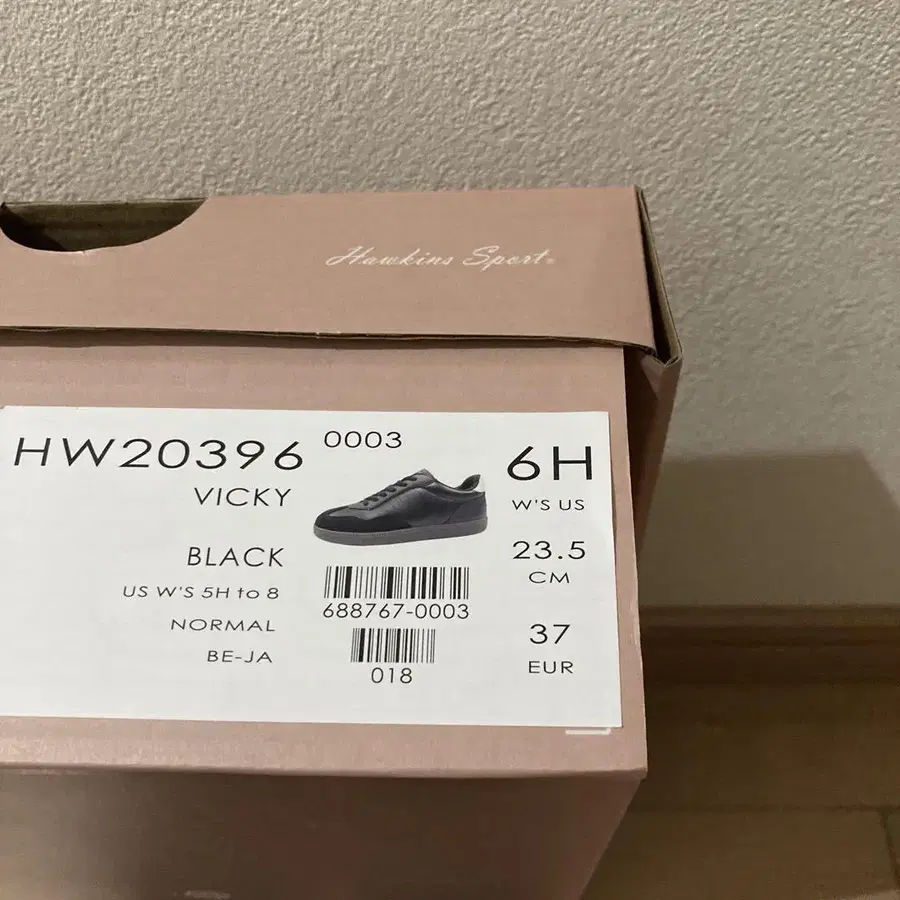 Hawkins Sport
HW20396 0003
VICKY
BLACK
US W'S 5H to 8
NORMAL
BE-JA
688767-0003
018
6H
W'S US
23.5
CM
37
EUR